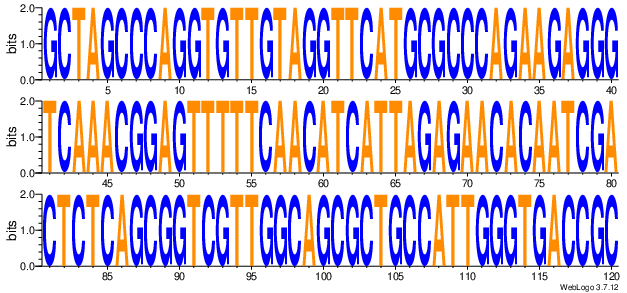 2.0
GCTAGCCCAGGTGTTGTAGGTTCATGCGCCCAGAAGAGGG
bits
1.0
0.0
5 10 15 20 25 30 35 40
2.0
TCAAACGGAGTTTTTCAACATCATTAGAGAACACAATCGA
bits
1.0
0.0
45 50 55 60 65 70 75 80
2.0
CTCTCAGCGGTCGTTGGCAGCGCTGCCATTGGGTGACCGC
bits
1.0
0.0
85 90 95 100 105 110 115 120
WebLogo 3.7.12